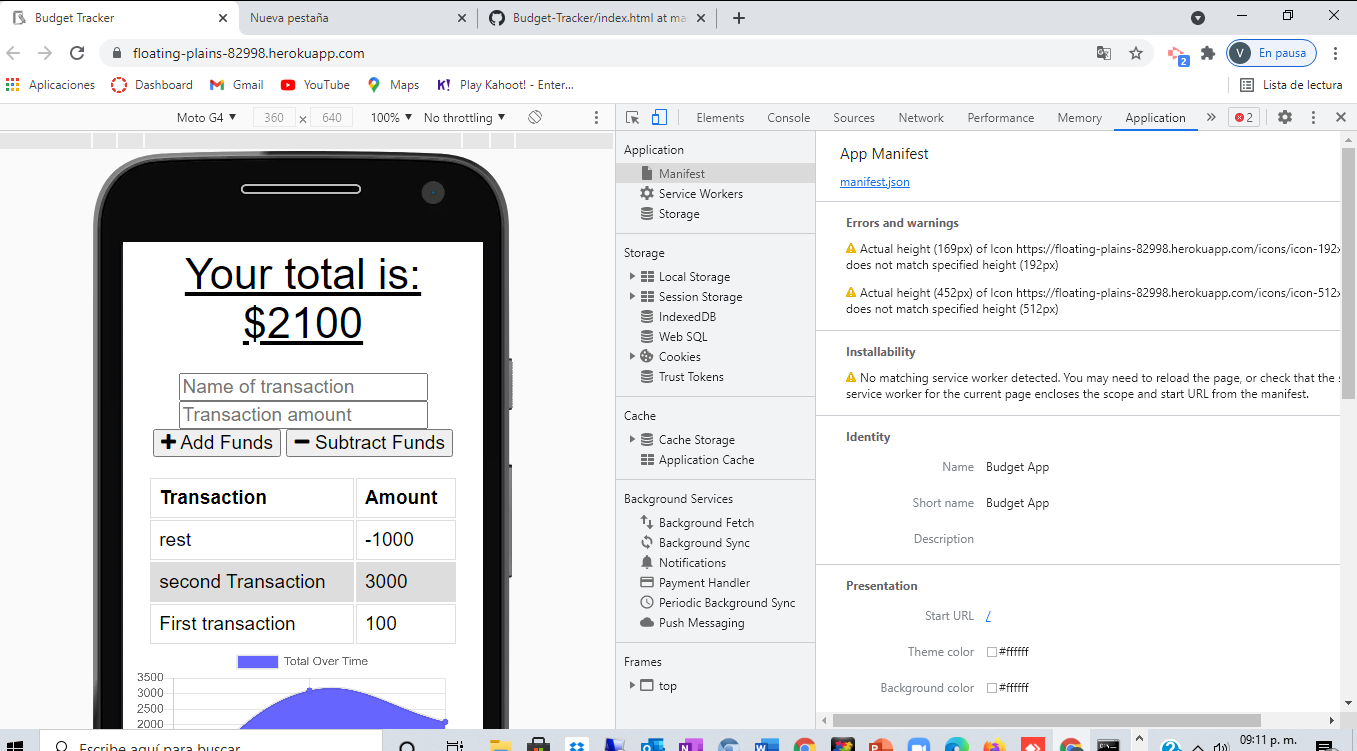 Budget Tracker
Nueva pestaña
Budget-Tracker/index.html at ma
floating-plains-82998.herokuapp.com
2
V En pausa
Aplicaciones Dashboard Gmail YouTube Maps K! Play Kahoot! - Enter... Lista de lectura
Moto G4 360 x 640 100% No throttling
Elements Console Sources Network Performance Memory Application » 2
Your total is:
$2100
Name of transaction
Transaction amount
Add Funds Subtract Funds
Transaction Amount
rest -1000
second Transaction 3000
First transaction 100
Total Over Time
3500
3000
2500
2000
Application
Manifest
Service Workers
Storage
Storage
Local Storage
Session Storage
IndexedDB
Web SQL
Cookies
Trust Tokens
Cache
Cache Storage
Application Cache
Background Services
Background Fetch
Background Sync
Notifications
Payment Handler
Periodic Background Sync
Push Messaging
Frames
top
App Manifest
manifest.json
Errors and warnings
Actual height (169px) of Icon https://floating-plains-82998.herokuapp.com/icons/icon-192x
does not match specified height (192px)
Actual height (452px) of Icon https://floating-plains-82998.herokuapp.com/icons/icon-512x
does not match specified height (512px)
Installability
No matching service worker detected. You may need to reload the page, or check that the s
service worker for the current page encloses the scope and start URL from the manifest.
Identity
Name Budget App
Short name Budget App
Description
Presentation
Start URL /
Theme color #ffffff
Background color #ffffff
Escribe aquí para buscar
09:11 p. m.